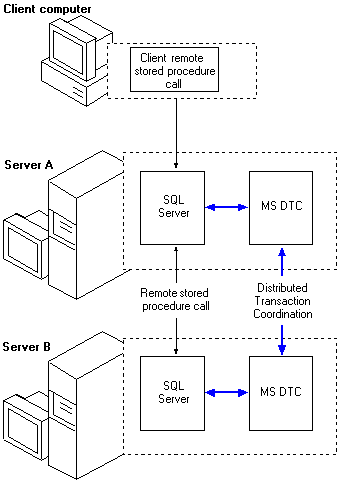 Client computer
Client remote
stored procedure
call
Server A
SQL
Server
MS DTC
Remote stored
procedure call
Distributed
Transaction
Coordination
Server B
SQL
Server
MS DTC